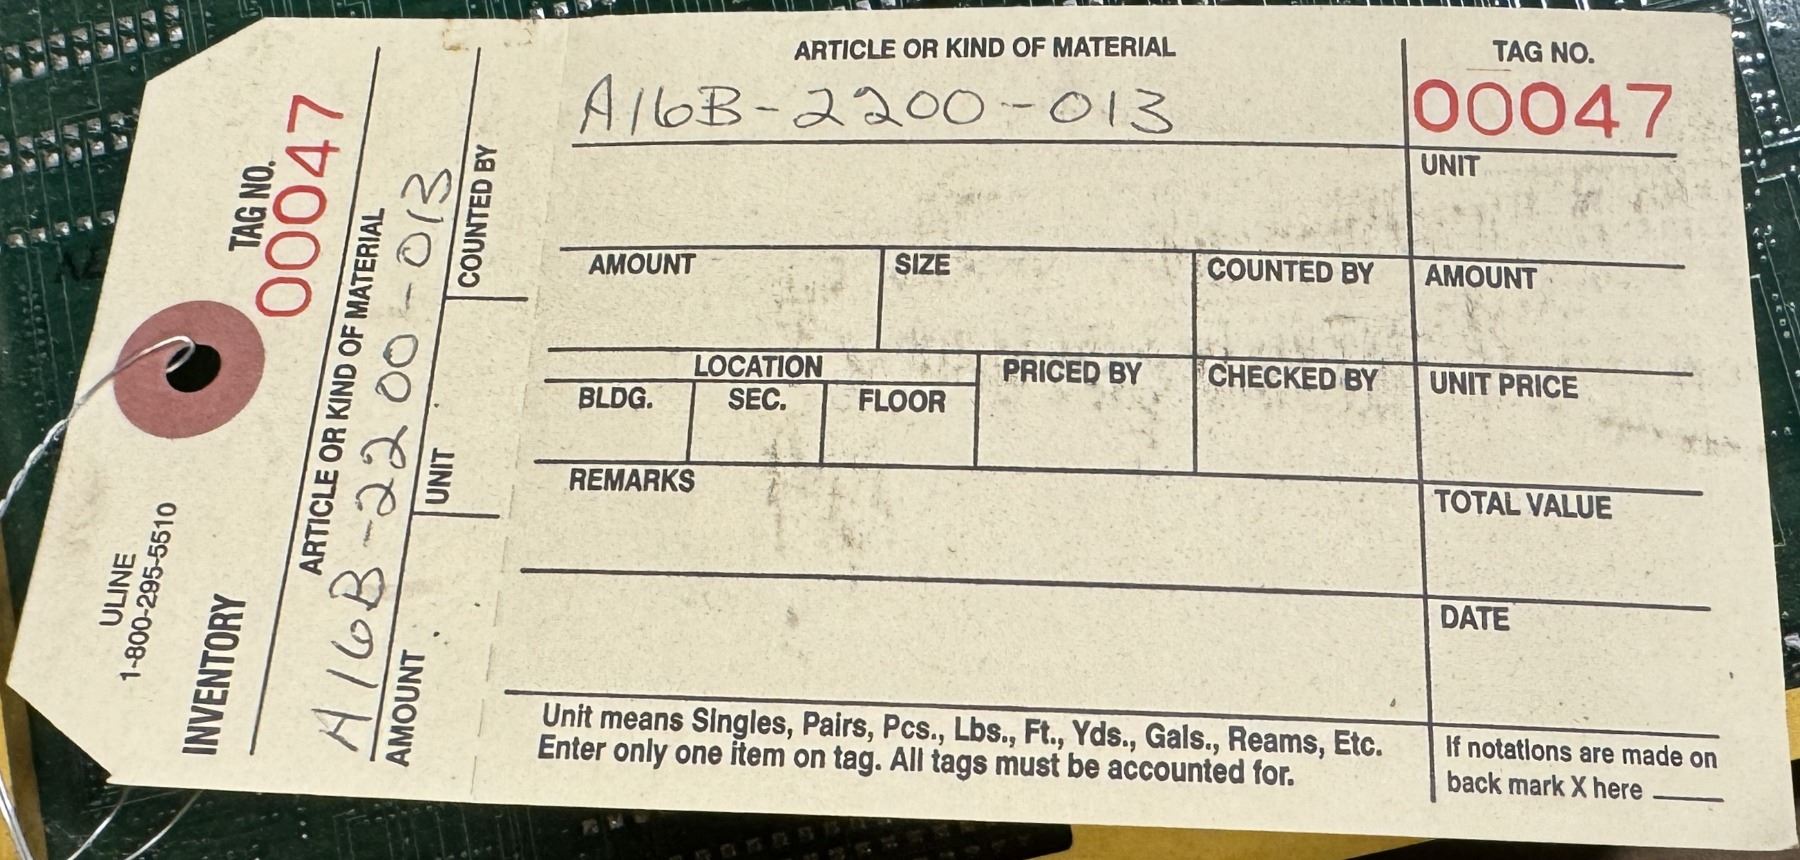 ULINE
1-800-295-5510
INVENTORY
TAG NO.
00047
ARTICLE OR KIND OF MATERIAL
A16B-2200-013
AMOUNT
UNIT
COUNTED BY
ARTICLE OR KIND OF MATERIAL
A16B-2200-013
TAG NO.
00047
UNIT
AMOUNT
SIZE
COUNTED BY
AMOUNT
LOCATION
BLDG.
SEC.
FLOOR
PRICED BY
CHECKED BY
UNIT PRICE
REMARKS
TOTAL VALUE
DATE
Unit means Singles, Pairs, Pcs., Lbs., Ft., Yds., Gals., Reams, Etc.
Enter only one item on tag. All tags must be accounted for.
If notations are made on
back mark X here